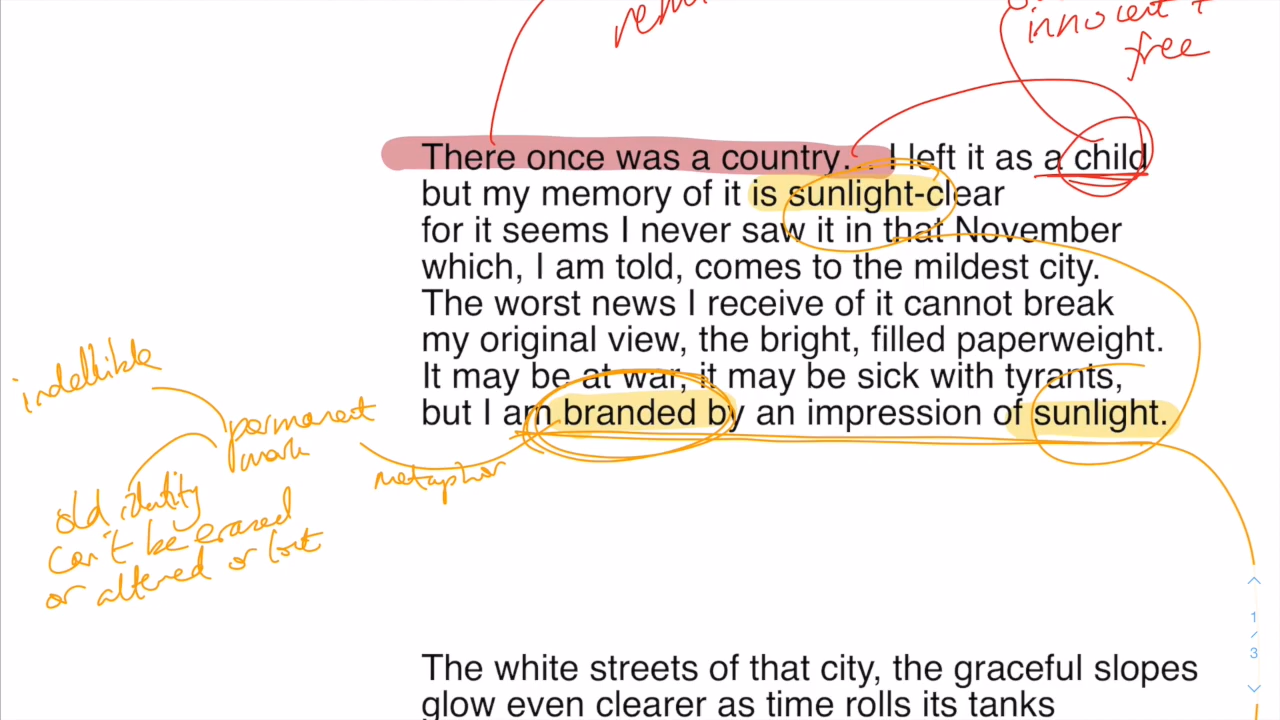 innocent +
free
There once was a country… I left it as a child
but my memory of it is sunlight-clear
for it seems I never saw it in that November
which, I am told, comes to the mildest city.
The worst news I receive of it cannot break
my original view, the bright, filled paperweight.
It may be at war, it may be sick with tyrants,
but I am branded by an impression of sunlight.
indellible
permanent
mark
metaphor
old identity
can't be erased
or altered or lost
1
/
3
The white streets of that city, the graceful slopes
glow even clearer as time rolls its tanks